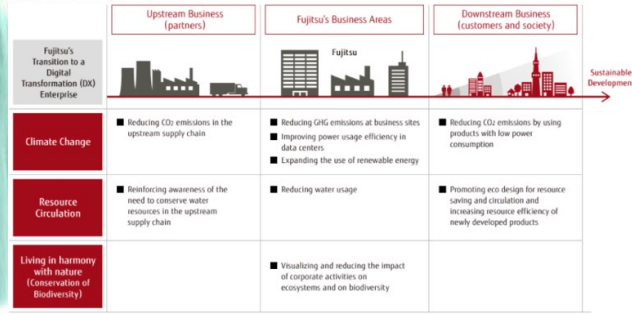 Upstream Business
(partners)
Fujitsu's Business Areas
Downstream Business
(customers and society)
Fujitsu's
Transition to a
Digital
Transformation (DX)
Enterprise
Fujitsu
Sustainable
Developmen
Climate Change
■ Reducing CO2 emissions in the
upstream supply chain
■ Reducing GHG emissions at business sites
■ Improving power usage efficiency in
data centers
■ Expanding the use of renewable energy
■ Reducing CO2 emissions by using
products with low power
consumption
Resource
Circulation
■ Reinforcing awareness of the
need to conserve water
resources in the upstream
supply chain
■ Reducing water usage
■ Promoting eco design for resource
saving and circulation and
increasing resource efficiency of
newly developed products
Living in harmony
with nature
(Conservation of
Biodiversity)
■ Visualizing and reducing the impact
of corporate activities on
ecosystems and on biodiversity